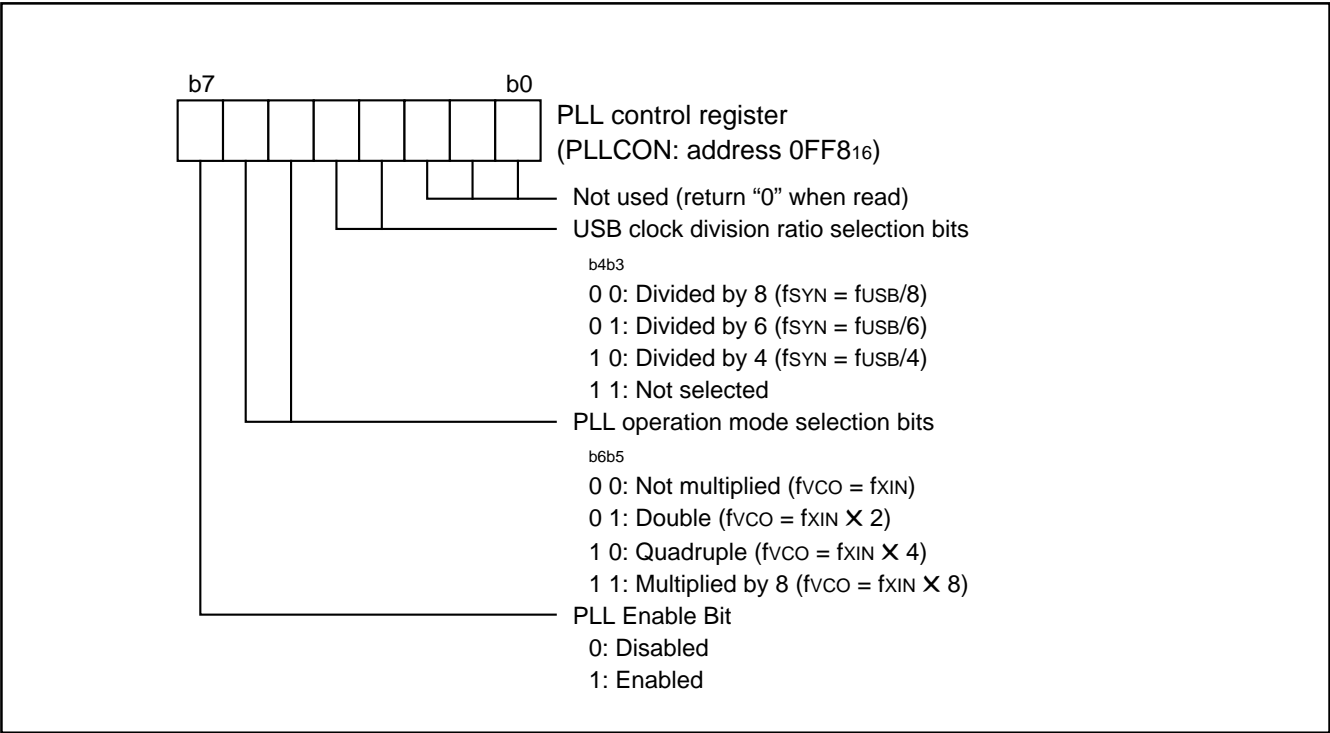 b7 b0
PLL control register
(PLLCON: address 0FF816)
Not used (return “0” when read)
USB clock division ratio selection bits
b4b3
0 0: Divided by 8 (fSYN = fUSB/8)
0 1: Divided by 6 (fSYN = fUSB/6)
1 0: Divided by 4 (fSYN = fUSB/4)
1 1: Not selected
PLL operation mode selection bits
b6b5
0 0: Not multiplied (fVCO = fXIN)
0 1: Double (fVCO = fXIN ✕ 2)
1 0: Quadruple (fVCO = fXIN ✕ 4)
1 1: Multiplied by 8 (fVCO = fXIN ✕ 8)
PLL Enable Bit
0: Disabled
1: Enabled